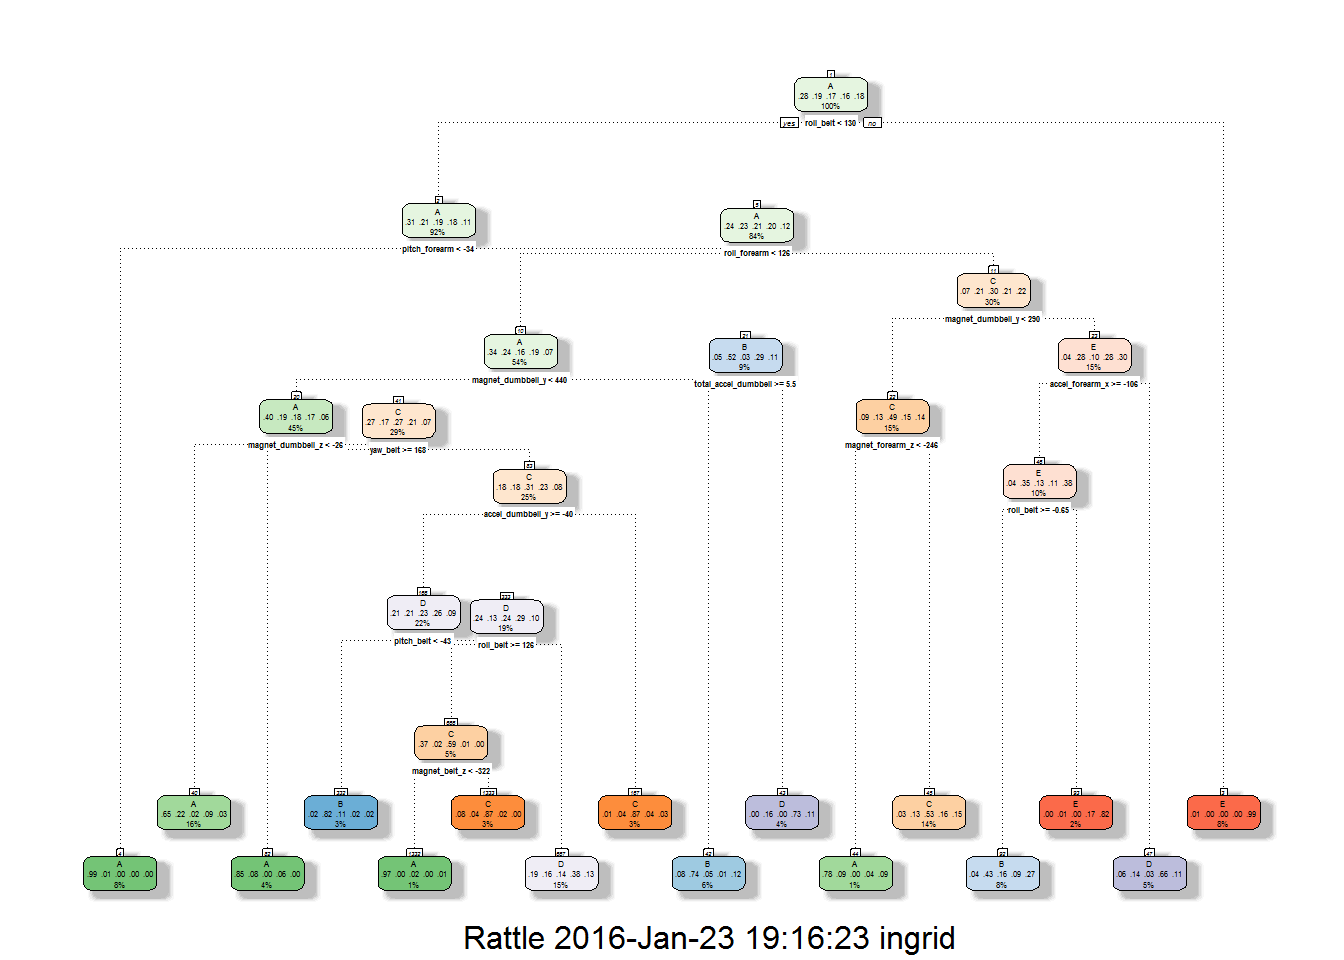 1
A
.28 .19 .17 .16 .18
100%
yes roll_belt < 130 no
2
A
.31 .21 .19 .18 .11
92%
pitch_forearm < -34
5
A
.24 .23 .21 .20 .12
84%
roll_forearm < 126
11
C
.07 .21 .30 .21 .22
30%
magnet_dumbbell_y < 290
10
A
.34 .24 .16 .19 .07
54%
magnet_dumbbell_y < 440
21
B
.05 .52 .03 .29 .11
9%
total_accel_dumbbell >= 5.5
23
E
.04 .28 .10 .28 .30
15%
accel_forearm_x >= -106
20
A
.40 .19 .18 .17 .06
45%
magnet_dumbbell_z < -26
41
C
.27 .17 .27 .21 .07
29%
yaw_belt >= 168
22
C
.09 .13 .49 .15 .14
15%
magnet_forearm_z < -246
83
C
.18 .18 .31 .23 .08
25%
accel_dumbbell_y >= -40
46
E
.04 .35 .13 .11 .38
10%
roll_belt >= -0.65
166
D
.21 .21 .23 .26 .09
22%
pitch_belt < -43
333
D
.24 .13 .24 .29 .10
19%
roll_belt >= 126
666
C
.37 .02 .59 .01 .00
5%
magnet_belt_z < -322
40
A
.65 .22 .02 .09 .03
16%
332
B
.02 .82 .11 .02 .02
3%
1333
C
.08 .04 .87 .02 .00
3%
167
C
.01 .04 .87 .04 .03
3%
43
D
.00 .16 .00 .73 .11
4%
45
C
.03 .13 .53 .16 .15
14%
93
E
.00 .01 .00 .17 .82
2%
3
E
.01 .00 .00 .00 .99
8%
4
A
.99 .01 .00 .00 .00
8%
82
A
.85 .08 .00 .06 .00
4%
1332
A
.97 .00 .02 .00 .01
1%
667
D
.19 .16 .14 .38 .13
15%
42
B
.08 .74 .05 .01 .12
6%
44
A
.78 .09 .00 .04 .09
1%
92
B
.04 .43 .16 .09 .27
8%
47
D
.06 .14 .03 .66 .11
5%
Rattle 2016-Jan-23 19:16:23 ingrid